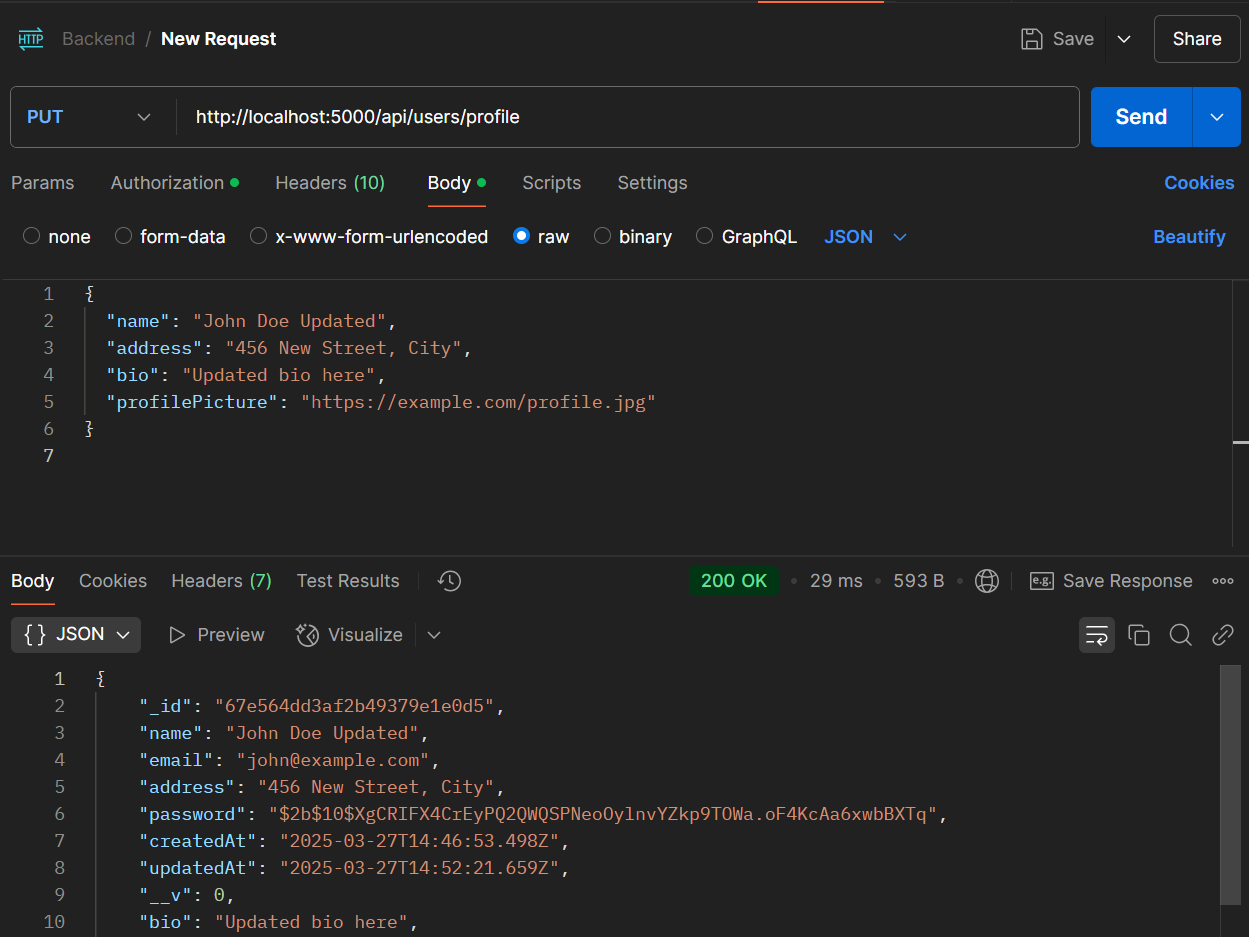 HTTP Backend / New Request Save Share
PUT http://localhost:5000/api/users/profile Send
Params Authorization Headers (10) Body Scripts Settings Cookies
none form-data x-www-form-urlencoded raw binary GraphQL JSON Beautify
1 {
2 "name": "John Doe Updated",
3 "address": "456 New Street, City",
4 "bio": "Updated bio here",
5 "profilePicture": "https://example.com/profile.jpg"
6 }
7
Body Cookies Headers (7) Test Results 200 OK • 29 ms • 593 B • e.g. Save Response
{ } JSON Preview Visualize
1 {
2 "_id": "67e564dd3af2b49379e1e0d5",
3 "name": "John Doe Updated",
4 "email": "john@example.com",
5 "address": "456 New Street, City",
6 "password": "$2b$10$XgCRIFX4CrEyPQ2QWQSPNeoOylnvYZkp9TOWa.oF4KcAa6xwbBXTq",
7 "createdAt": "2025-03-27T14:46:53.498Z",
8 "updatedAt": "2025-03-27T14:52:21.659Z",
9 "__v": 0,
10 "bio": "Updated bio here",